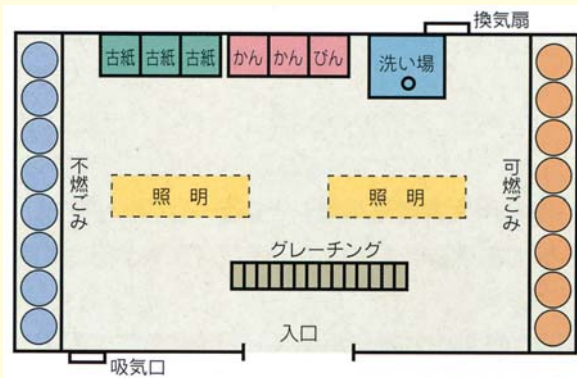 換気扇
古紙
古紙
古紙
かん
かん
びん
洗い場
不燃ごみ
可燃ごみ
照明
照明
グレーチング
入口
吸気口